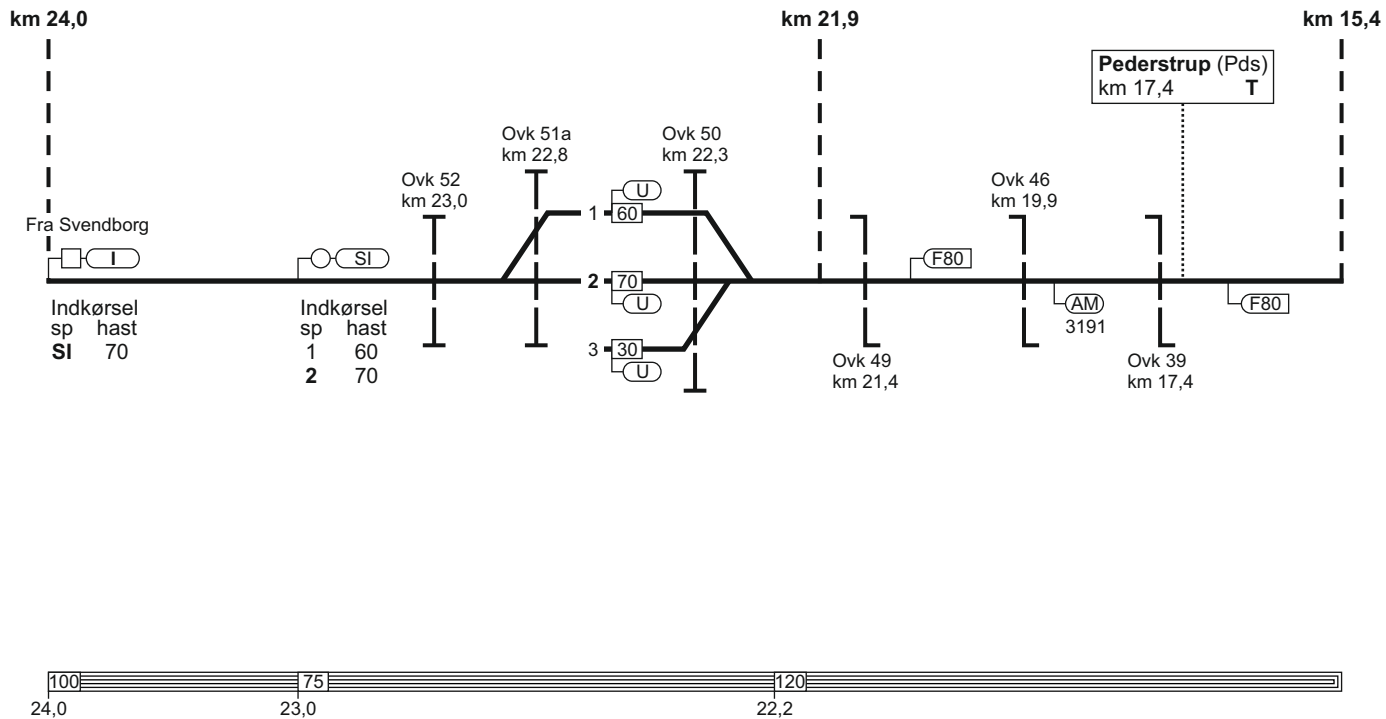 km 24,0
km 21,9
km 15,4
Pederstrup (Pds)
km 17,4 T
Ovk 51a
km 22,8
Ovk 50
km 22,3
Ovk 52
km 23,0
U
Ovk 46
km 19,9
1 60
Fra Svendborg
I
SI
F80
2 70
U
AM
3191
F80
Indkørsel
sp hast
SI 70
Indkørsel
sp hast
1 60
2 70
3 30
U
Ovk 49
km 21,4
Ovk 39
km 17,4
100
75
120
24,0
23,0
22,2